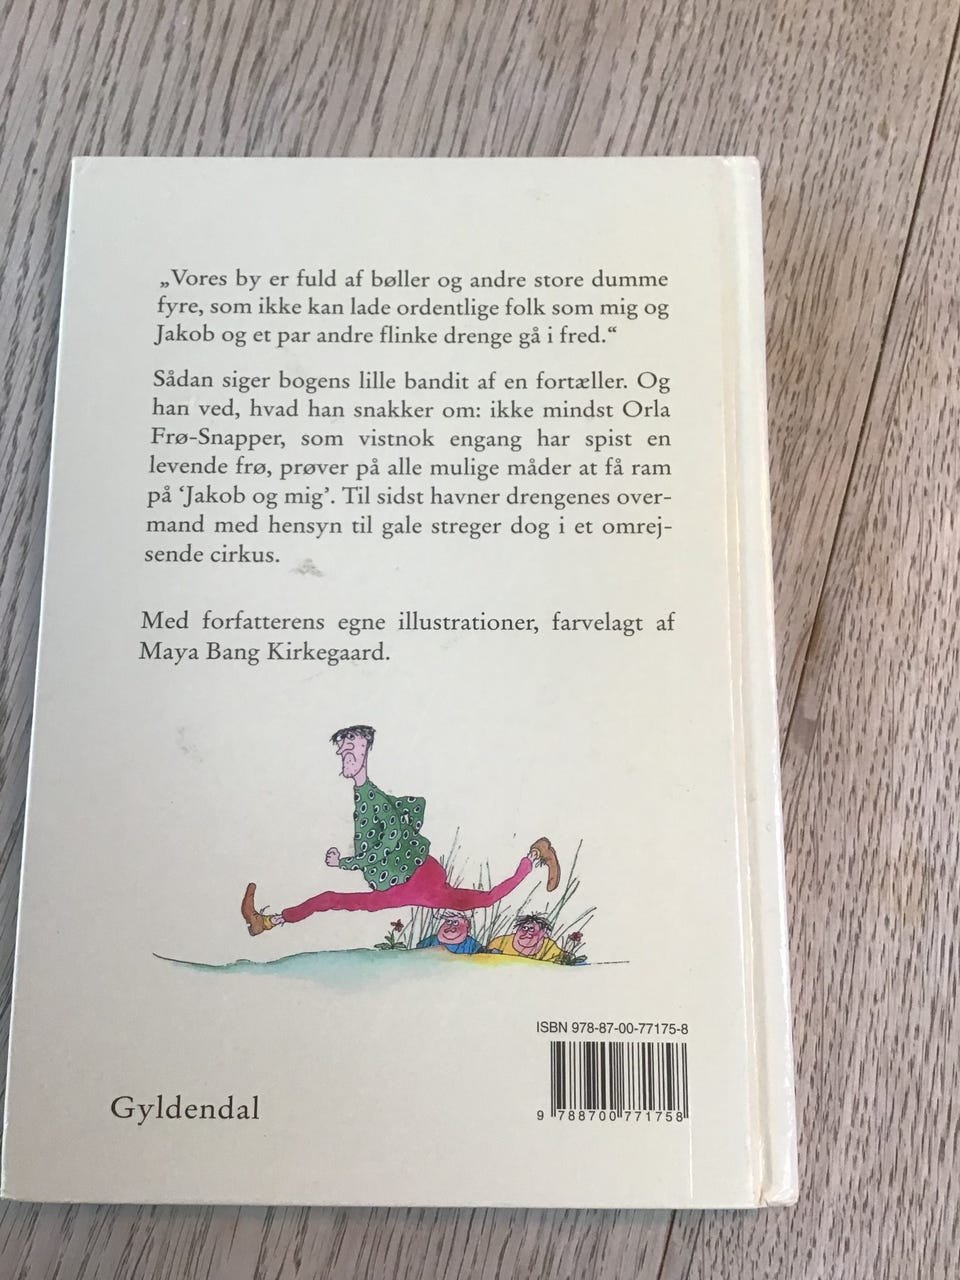 „Vores by er fuld af bøller og andre store dumme
fyre, som ikke kan lade ordentlige folk som mig og
Jakob og et par andre flinke drenge gå i fred.“
Sådan siger bogens lille bandit af en fortæller. Og
han ved, hvad han snakker om: ikke mindst Orla
Frø-Snapper, som vistnok engang har spist en
levende frø, prøver på alle mulige måder at få ram
på ‘Jakob og mig’. Til sidst havner drengenes over-
mand med hensyn til gale streger dog i et omrej-
sende cirkus.
Med forfatterens egne illustrationer, farvelagt af
Maya Bang Kirkegaard.
ISBN 978-87-00-77175-8
9 788700 771758
Gyldendal